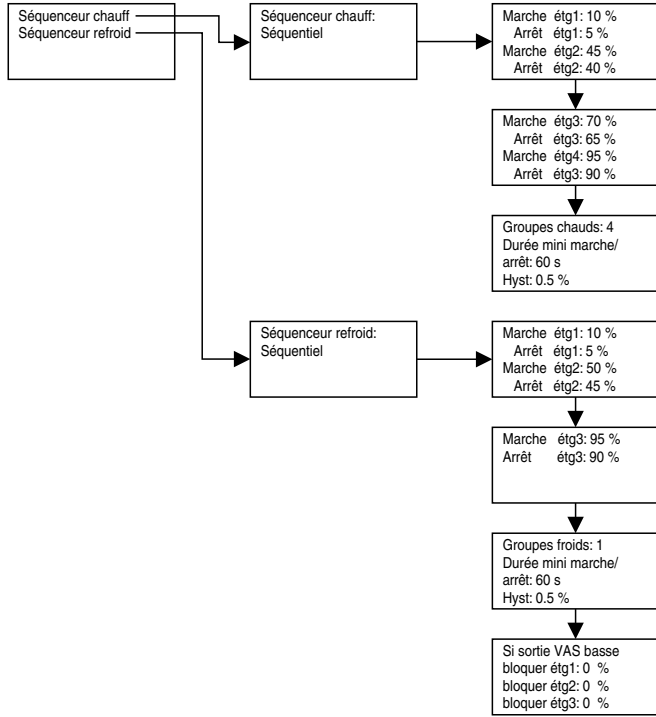 Séquenceur chauff
Séquenceur refroid
Séquenceur chauff:
Séquentiel
Marche étg1: 10 %
Arrêt étg1: 5 %
Marche étg2: 45 %
Arrêt étg2: 40 %
Marche étg3: 70 %
Arrêt étg3: 65 %
Marche étg4: 95 %
Arrêt étg3: 90 %
Groupes chauds: 4
Durée mini marche/
arrêt: 60 s
Hyst: 0.5 %
Séquenceur refroid:
Séquentiel
Marche étg1: 10 %
Arrêt étg1: 5 %
Marche étg2: 50 %
Arrêt étg2: 45 %
Marche étg3: 95 %
Arrêt étg3: 90 %
Groupes froids: 1
Durée mini marche/
arrêt: 60 s
Hyst: 0.5 %
Si sortie VAS basse
bloquer étg1: 0 %
bloquer étg2: 0 %
bloquer étg3: 0 %